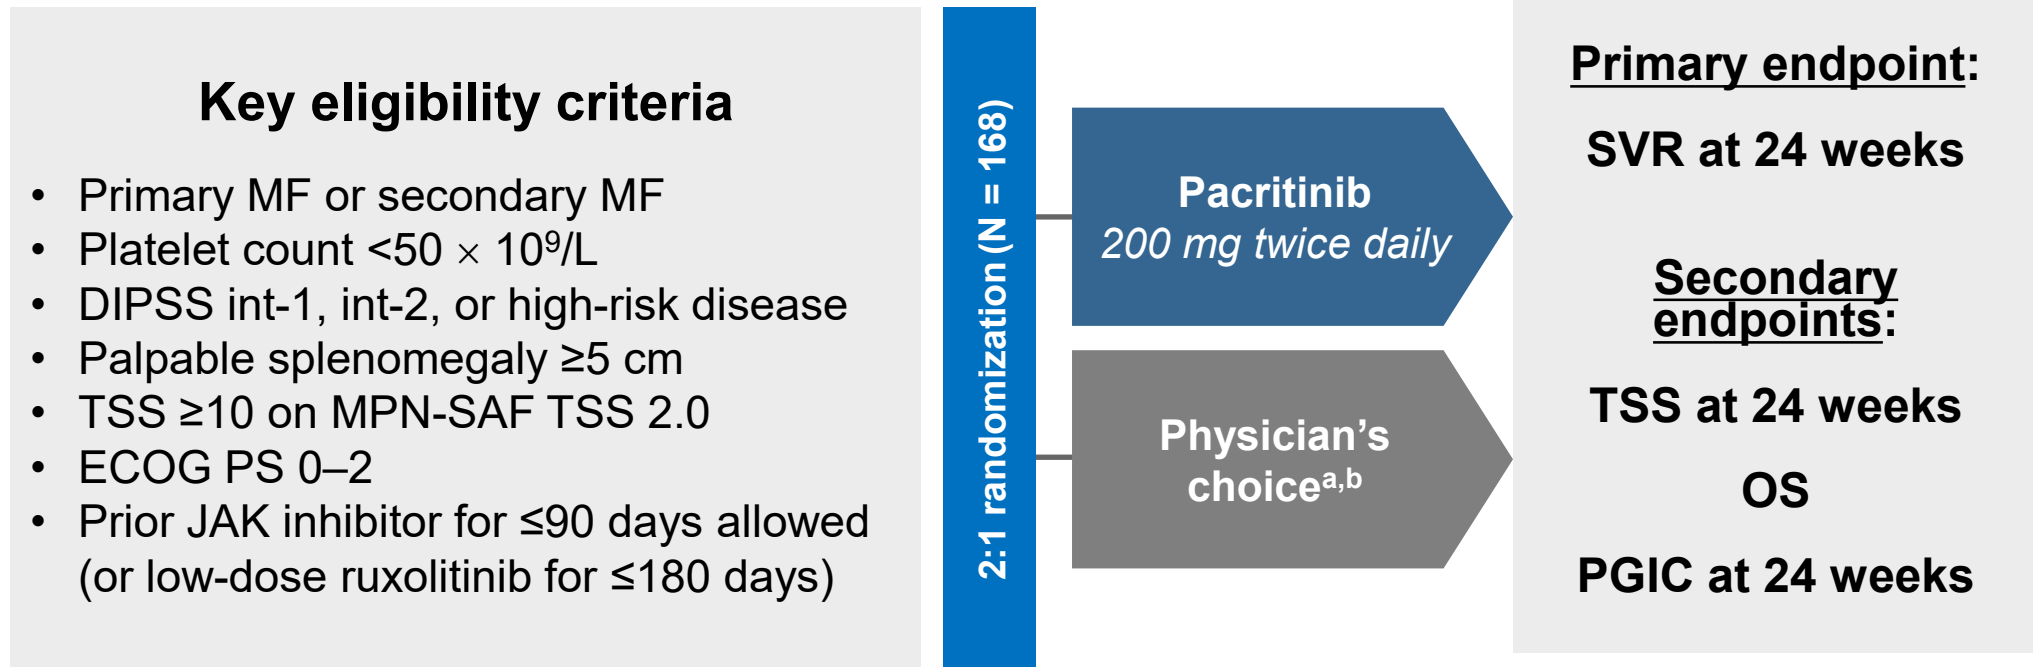 Key eligibility criteria
• Primary MF or secondary MF
• Platelet count <50 × 10⁹/L
• DIPSS int-1, int-2, or high-risk disease
• Palpable splenomegaly ≥5 cm
• TSS ≥10 on MPN-SAF TSS 2.0
• ECOG PS 0–2
• Prior JAK inhibitor for ≤90 days allowed
(or low-dose ruxolitinib for ≤180 days)
2:1 randomization (N = 168)
Pacritinib
200 mg twice daily
Physician’s
choiceᵃ,ᵇ
Primary endpoint:
SVR at 24 weeks
Secondary
endpoints:
TSS at 24 weeks
OS
PGIC at 24 weeks